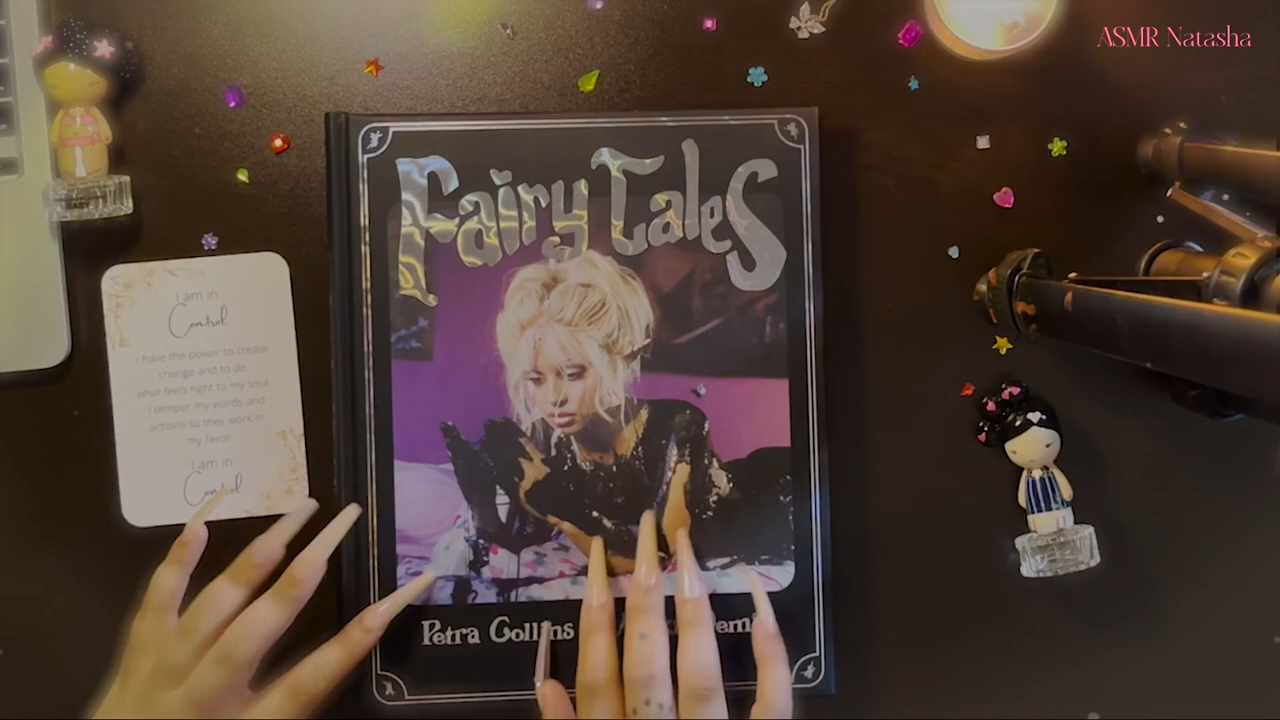 ASMR Natasha
Fairy Tales
I am in
Control
I have the power to create
change and to do
what feels right to my soul
I temper my words and
actions so they work in
my favor
I am in
Control
Petra Collins